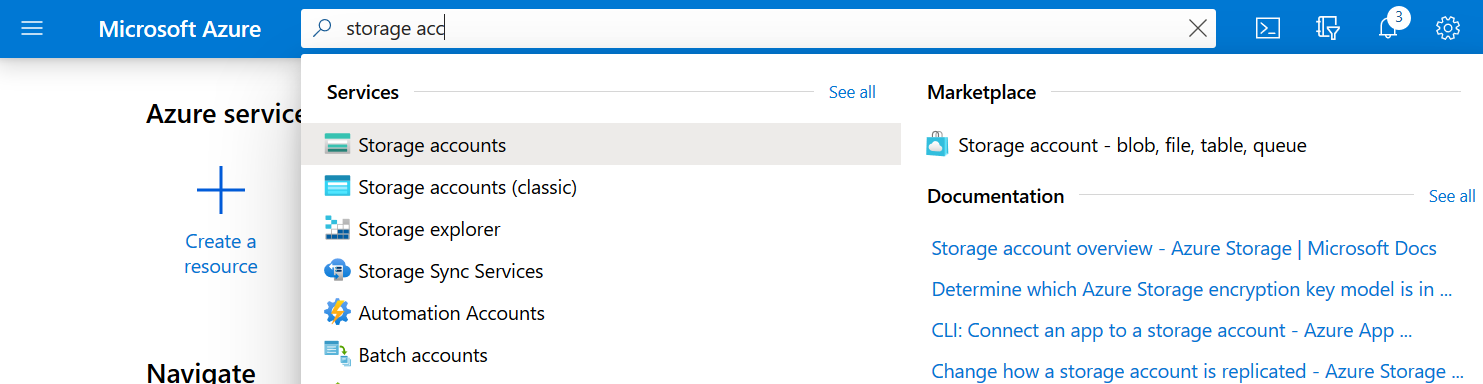 Microsoft Azure
storage acc
3
Azure service
Create a
resource
Navigate
Services
See all
Storage accounts
Storage accounts (classic)
Storage explorer
Storage Sync Services
Automation Accounts
Batch accounts
Marketplace
Storage account - blob, file, table, queue
Documentation
See all
Storage account overview - Azure Storage | Microsoft Docs
Determine which Azure Storage encryption key model is in ...
CLI: Connect an app to a storage account - Azure App ...
Change how a storage account is replicated - Azure Storage ...